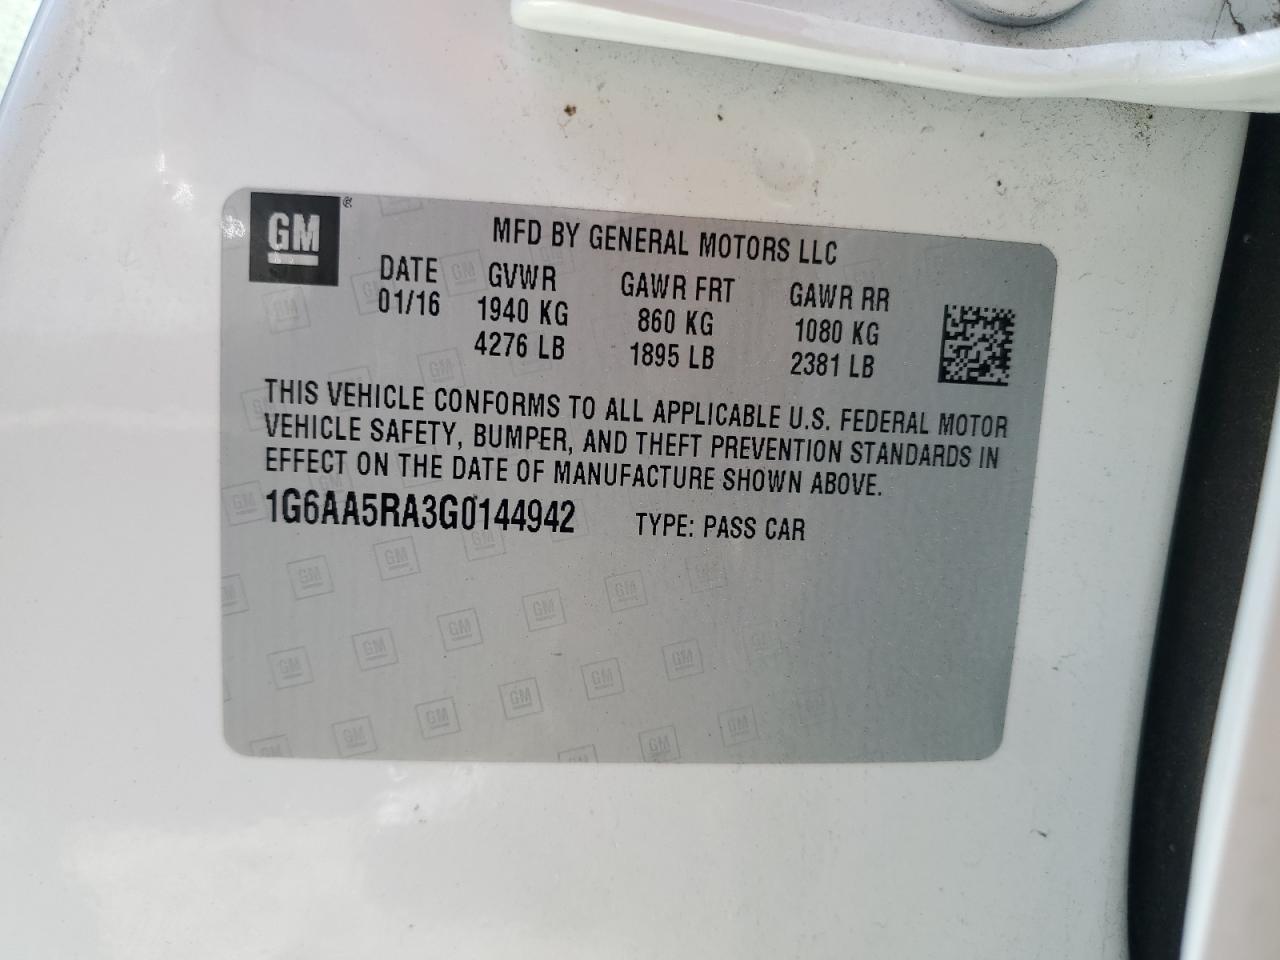 GM ®
MFD BY GENERAL MOTORS LLC
DATE GVWR GAWR FRT GAWR RR
01/16 1940 KG 860 KG 1080 KG
4276 LB 1895 LB 2381 LB
THIS VEHICLE CONFORMS TO ALL APPLICABLE U.S. FEDERAL MOTOR
VEHICLE SAFETY, BUMPER, AND THEFT PREVENTION STANDARDS IN
EFFECT ON THE DATE OF MANUFACTURE SHOWN ABOVE.
1G6AA5RA3G0144942 TYPE: PASS CAR